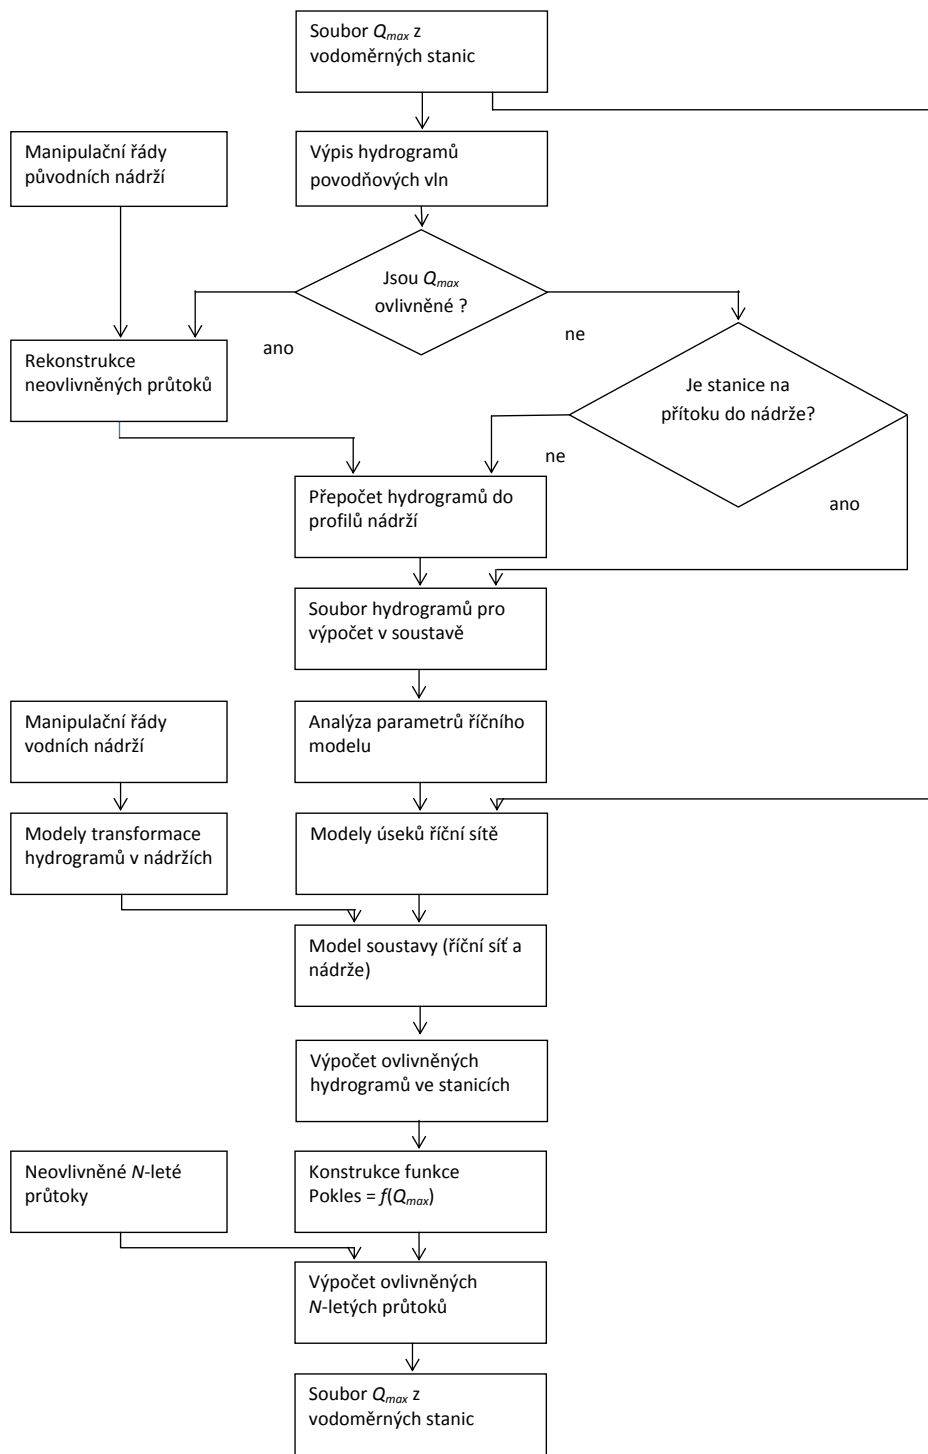 Soubor Qmax z
vodoměrných stanic
Manipulační řády
původních nádrží
Výpis hydrogramů
povodňových vln
Jsou Qmax
ovlivněné ?
ano
ne
Rekonstrukce
neovlivněných průtoků
Je stanice na
přítoku do nádrže?
ne
ano
Přepočet hydrogramů do
profilů nádrží
Soubor hydrogramů pro
výpočet v soustavě
Manipulační řády
vodních nádrží
Analýza parametrů říčního
modelu
Modely transformace
hydrogramů v nádržích
Modely úseků říční sítě
Model soustavy (říční síť a
nádrže)
Výpočet ovlivněných
hydrogramů ve stanicích
Neovlivněné N-leté
průtoky
Konstrukce funkce
Pokles = f(Qmax)
Výpočet ovlivněných
N-letých průtoků
Soubor Qmax z
vodoměrných stanic